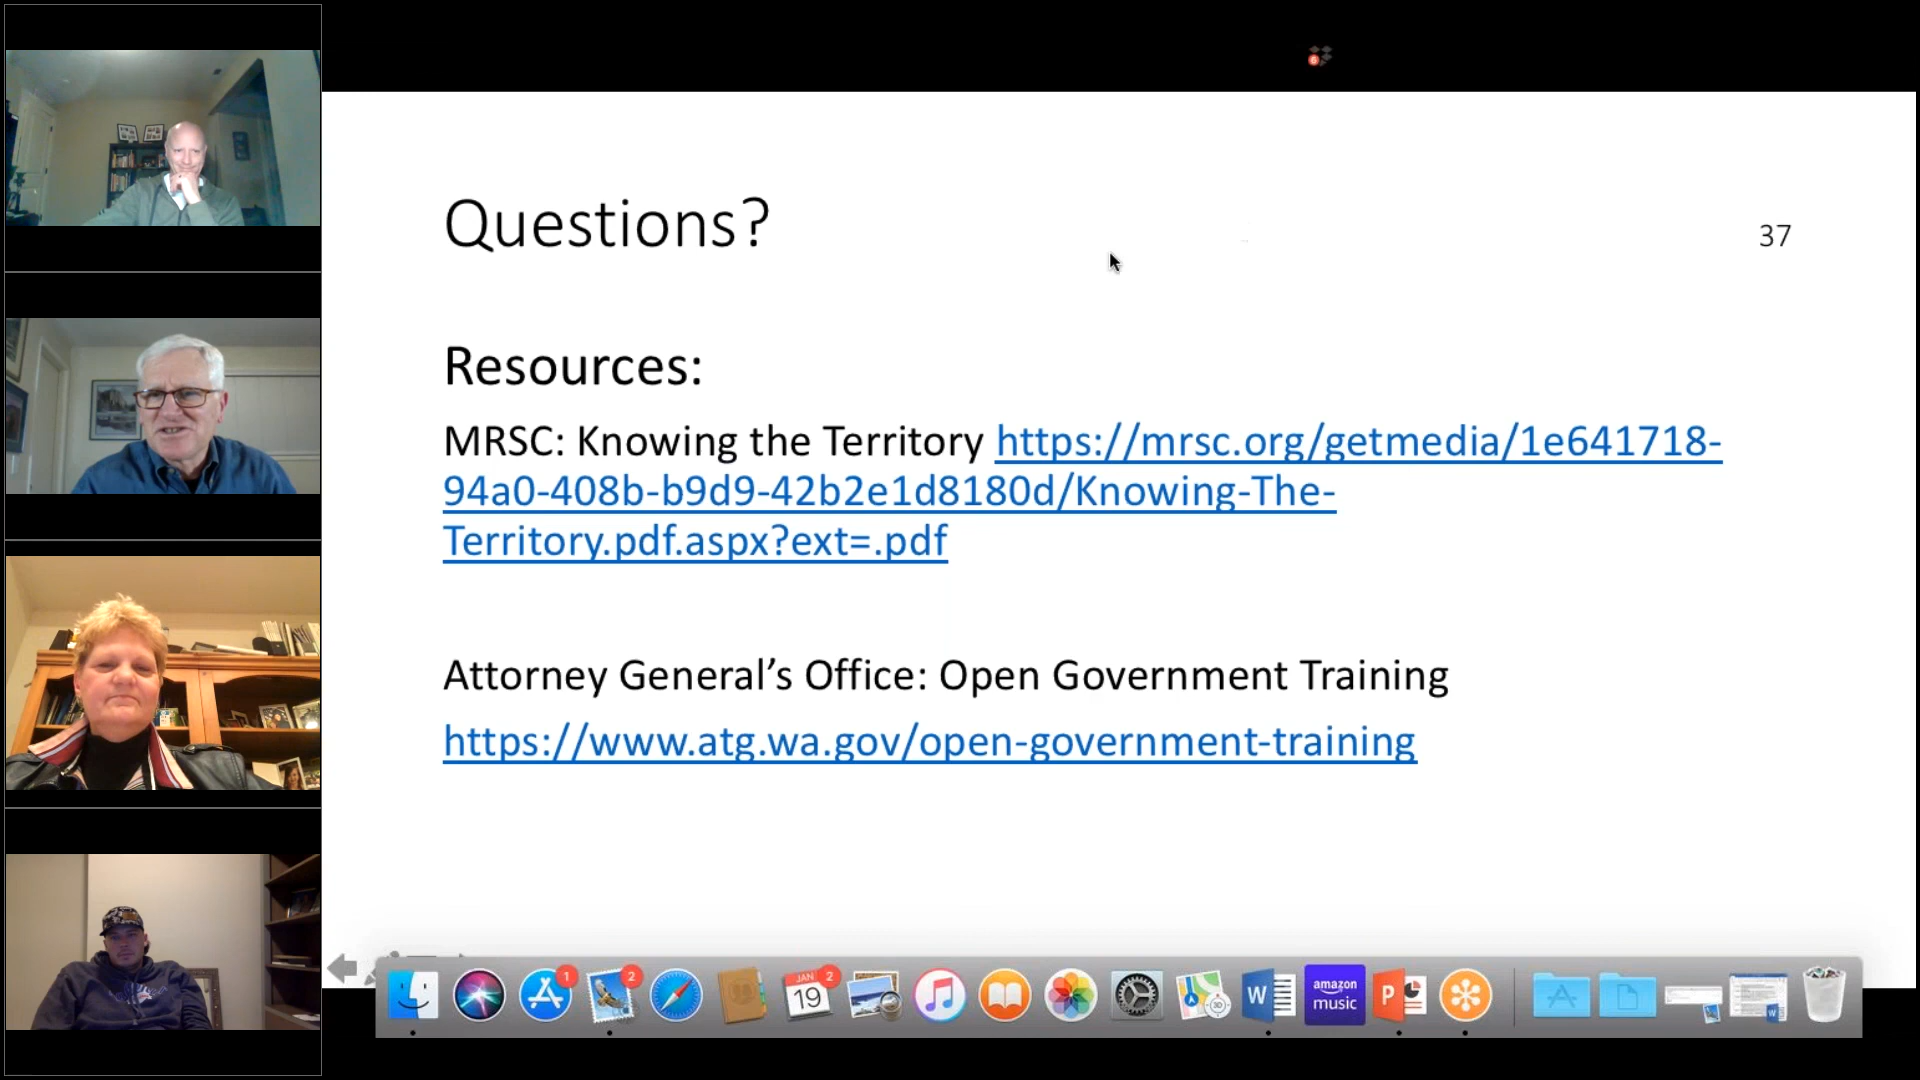 6
Questions?
37
Resources:
MRSC: Knowing the Territory https://mrsc.org/getmedia/1e641718-
94a0-408b-b9d9-42b2e1d8180d/Knowing-The-
Territory.pdf.aspx?ext=.pdf
Attorney General’s Office: Open Government Training
https://www.atg.wa.gov/open-government-training
1
2
JAN
2
19
3D
W
amazon
music
P
W